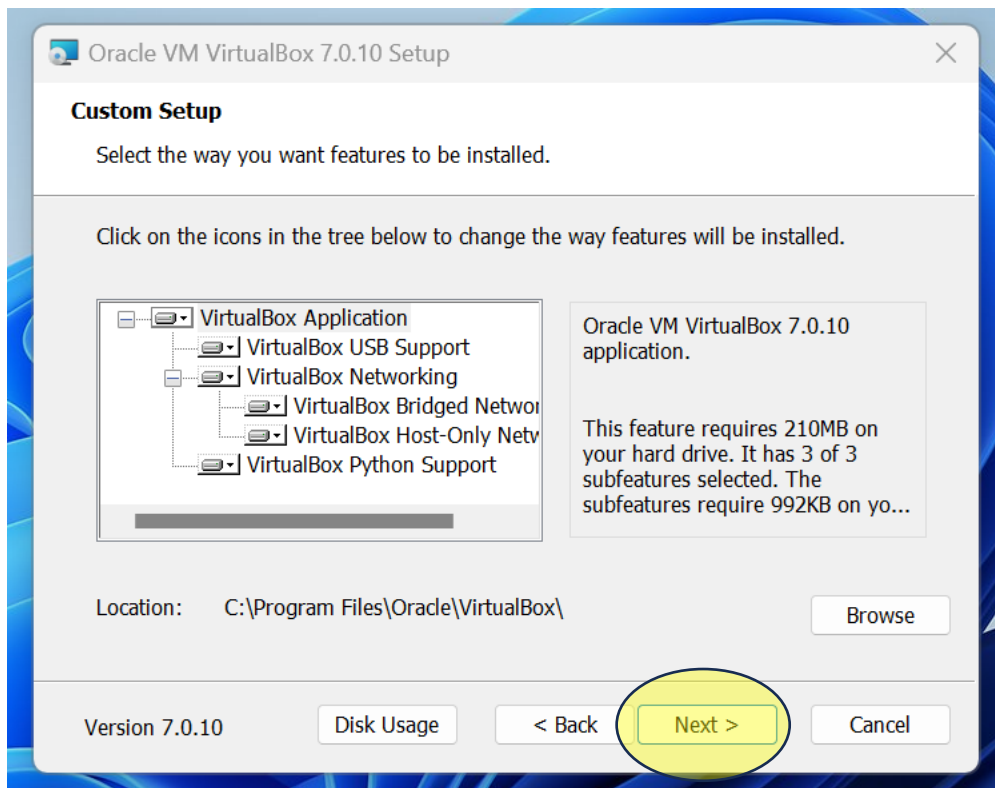 Oracle VM VirtualBox 7.0.10 Setup
Custom Setup
Select the way you want features to be installed.
Click on the icons in the tree below to change the way features will be installed.
VirtualBox Application
VirtualBox USB Support
VirtualBox Networking
VirtualBox Bridged Networ
VirtualBox Host-Only Netw
VirtualBox Python Support
Oracle VM VirtualBox 7.0.10
application.
This feature requires 210MB on
your hard drive. It has 3 of 3
subfeatures selected. The
subfeatures require 992KB on yo...
Location: C:\Program Files\Oracle\VirtualBox\
Browse
Version 7.0.10 Disk Usage < Back Next > Cancel